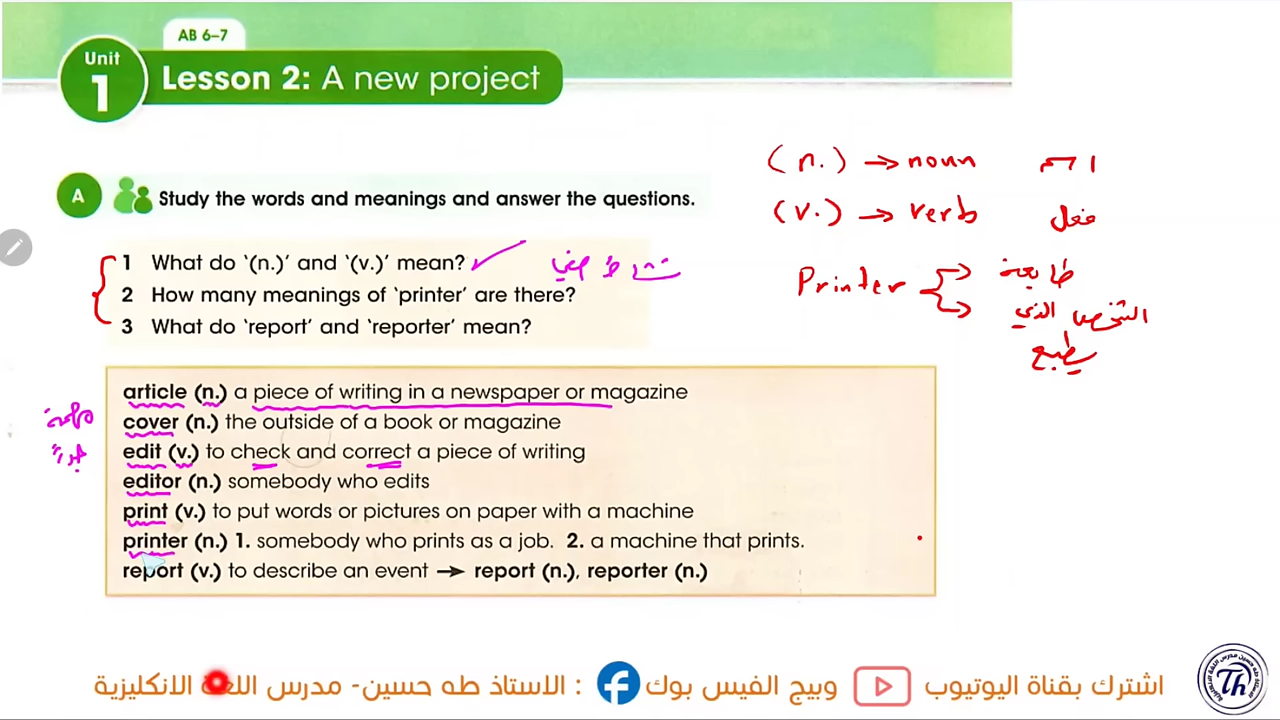 AB 6–7
Unit 1
Lesson 2: A new project
A Study the words and meanings and answer the questions.
1 What do ‘(n.)’ and ‘(v.)’ mean?
2 How many meanings of ‘printer’ are there?
3 What do ‘report’ and ‘reporter’ mean?
(n.) → noun اسم
(v.) → verb فعل
Printer → طابعة
→ الشخص الذي
يطبع
article (n.) a piece of writing in a newspaper or magazine
cover (n.) the outside of a book or magazine
edit (v.) to check and correct a piece of writing
editor (n.) somebody who edits
print (v.) to put words or pictures on paper with a machine
printer (n.) 1. somebody who prints as a job. 2. a machine that prints.
report (v.) to describe an event → report (n.), reporter (n.)
اشترك بقناة اليوتيوب وبيج الفيس بوك : الاستاذ طه حسين- مدرس اللغة الانكليزية
Th